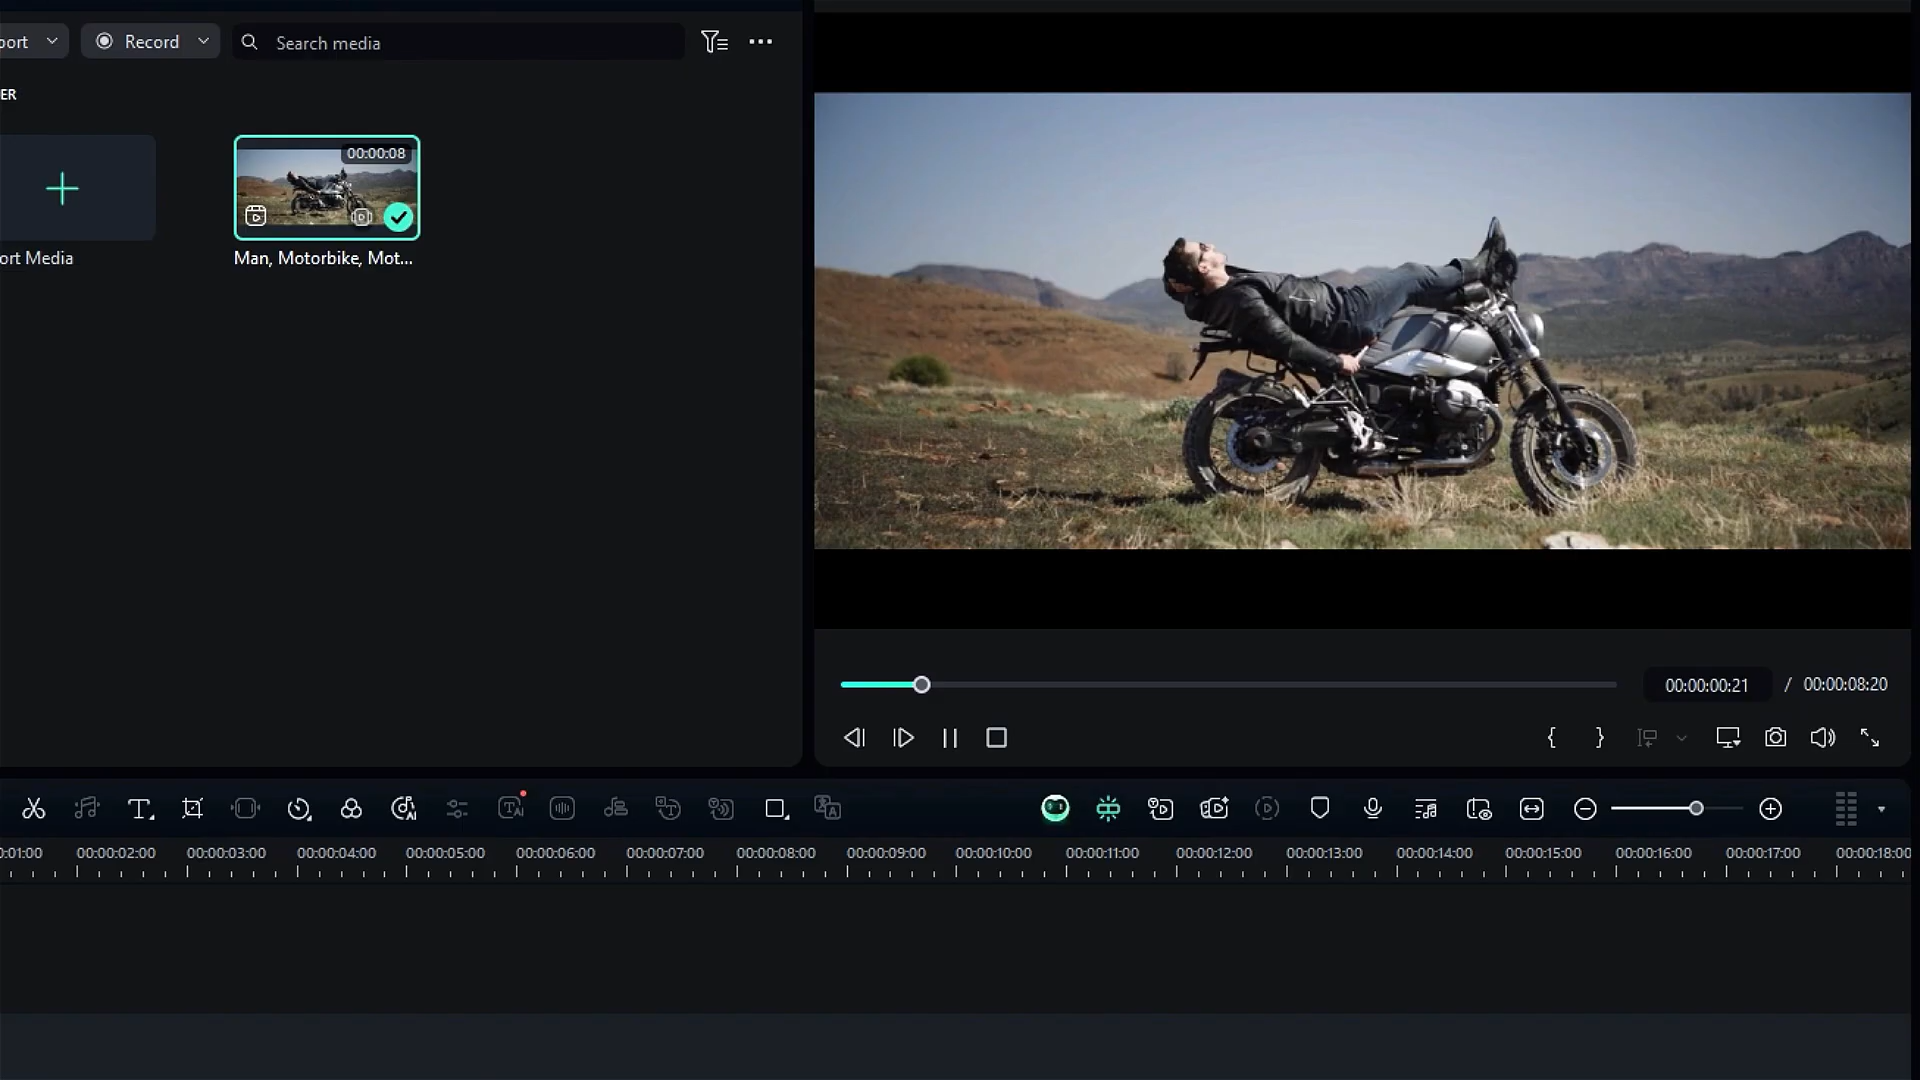 port
Record
Search media
ER
00:00:08
ort Media
Man, Motorbike, Mot...
00:00:00:21 / 00:00:08:20
0:01:00 00:00:02:00 00:00:03:00 00:00:04:00 00:00:05:00 00:00:06:00 00:00:07:00 00:00:08:00 00:00:09:00 00:00:10:00 00:00:11:00 00:00:12:00 00:00:13:00 00:00:14:00 00:00:15:00 00:00:16:00 00:00:17:00 00:00:18:00